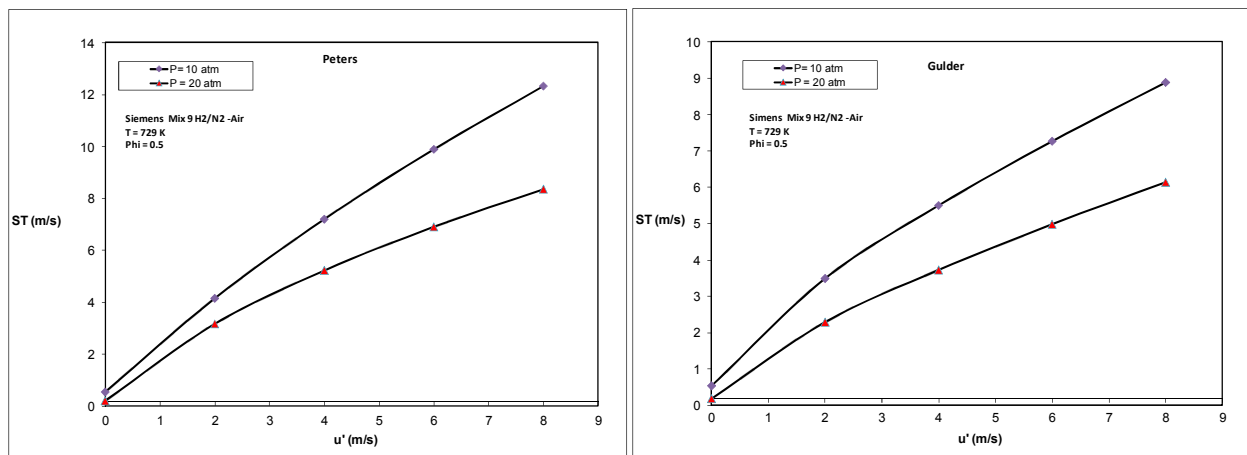 Peters
P= 10 atm
P = 20 atm
Siemens Mix 9 H2/N2 -Air
T = 729 K
Phi = 0.5
ST (m/s)
14
12
10
8
6
4
2
0
0 1 2 3 4 5 6 7 8 9
u' (m/s)
Gulder
P= 10 atm
P = 20 atm
Simens Mix 9 H2/N2 -Air
T = 729 K
Phi = 0.5
ST (m/s)
10
9
8
7
6
5
4
3
2
1
0
0 1 2 3 4 5 6 7 8 9
u' (m/s)